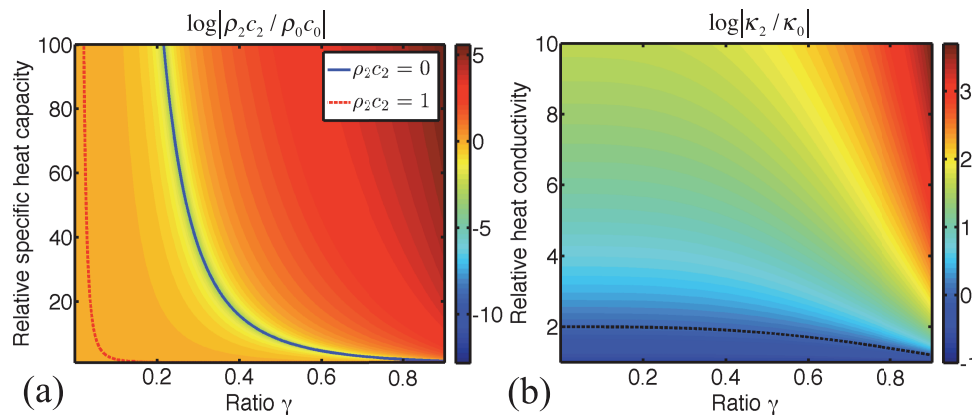 log|ρ₂c₂ / ρ₀c₀|
100
80
60
40
20
Relative specific heat capacity
0.2 0.4 0.6 0.8
Ratio γ
(a)
ρ₂c₂ = 0
ρ₂c₂ = 1
5
0
-5
-10
log|κ₂ / κ₀|
10
8
6
4
2
Relative heat conductivity
0.2 0.4 0.6 0.8
Ratio γ
(b)
3
2
1
0